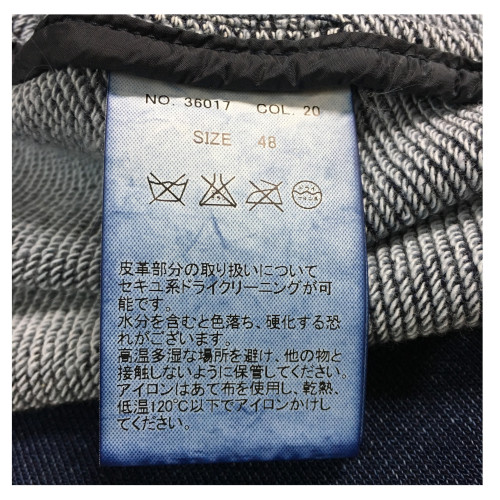 NO. 36017 COL. 20
SIZE 48
皮革部分の取り扱いについて
セキユ系ドライクリーニングが可
能です。
水分を含むと色落ち、硬化する恐
れがございます。
高温多湿な場所を避け、他の物と
接触しないように保管してください。
アイロンはあて布を使用し、乾熱、
低温120℃以下でアイロンかけし
てください。